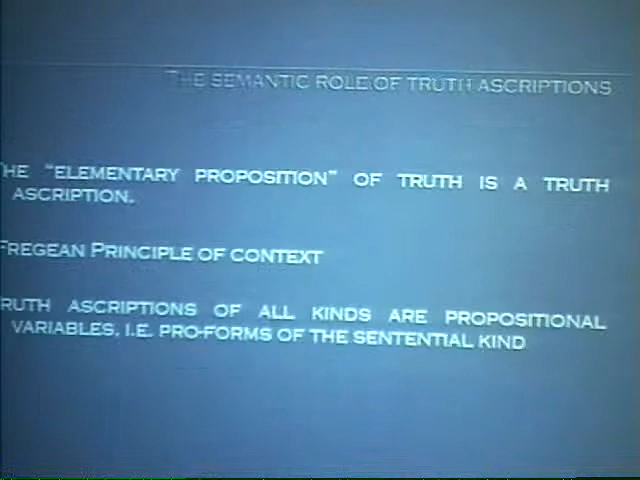 THE SEMANTIC ROLE OF TRUTH ASCRIPTIONS
THE "ELEMENTARY PROPOSITION" OF TRUTH IS A TRUTH
ASCRIPTION.
FREGEAN PRINCIPLE OF CONTEXT
RUTH ASCRIPTIONS OF ALL KINDS ARE PROPOSITIONAL
VARIABLES, I.E. PRO-FORMS OF THE SENTENTIAL KIND